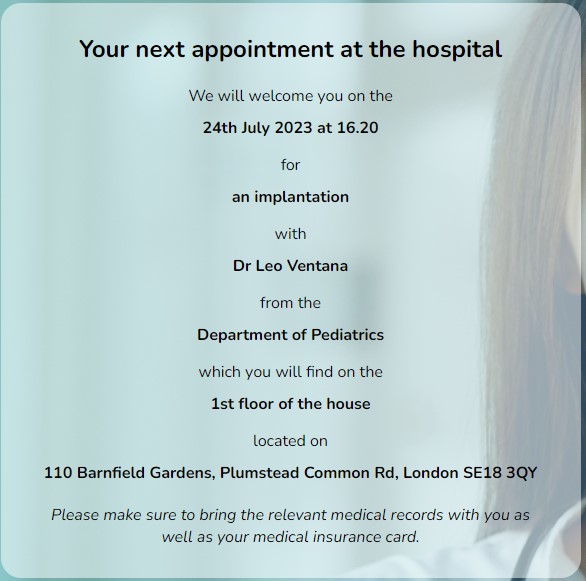 Your next appointment at the hospital
We will welcome you on the
24th July 2023 at 16.20
for
an implantation
with
Dr Leo Ventana
from the
Department of Pediatrics
which you will find on the
1st floor of the house
located on
110 Barnfield Gardens, Plumstead Common Rd, London SE18 3QY
Please make sure to bring the relevant medical records with you as
well as your medical insurance card.